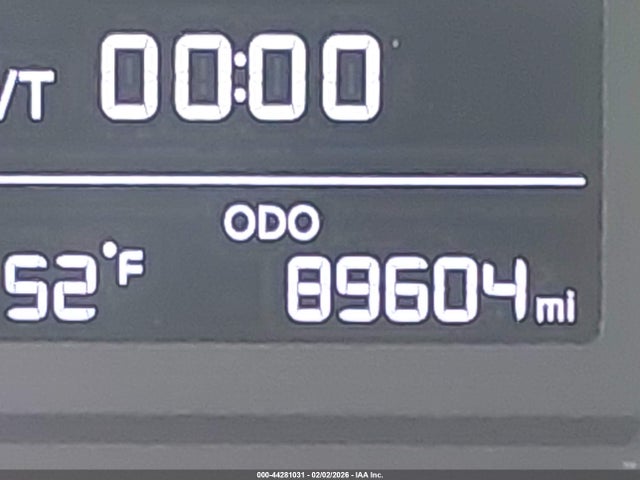 /T 00:00
ODO
52°F 89604mi
000-44281031 - 02/02/2026 - IAA Inc.